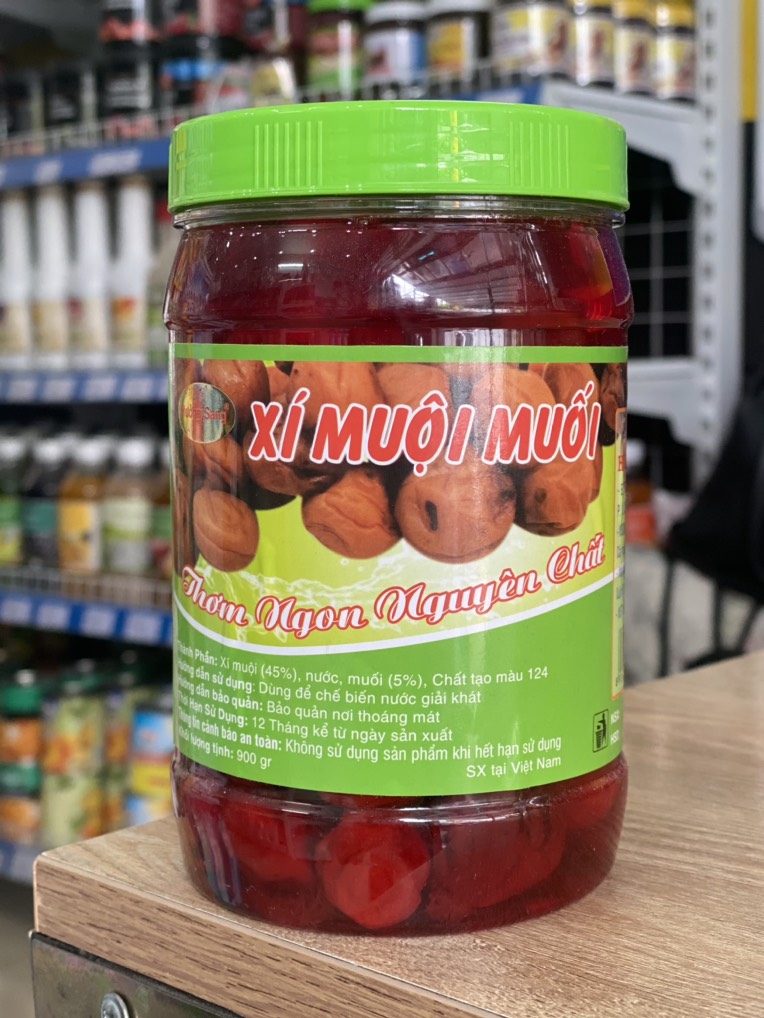 XÍ MUỘI MUỐI
Thơm Ngon Nguyên Chất
Thành Phần: Xí muội (45%), nước, muối (5%), Chất tạo màu 124
Hướng dẫn sử dụng: Dùng để chế biến nước giải khát
Hướng dẫn bảo quản: Bảo quản nơi thoáng mát
Thời Hạn Sử Dụng: 12 Tháng kể từ ngày sản xuất
Thông tin cảnh báo an toàn: Không sử dụng sản phẩm khi hết hạn sử dụng
Khối lượng tịnh: 900 gr
SX tại Việt Nam